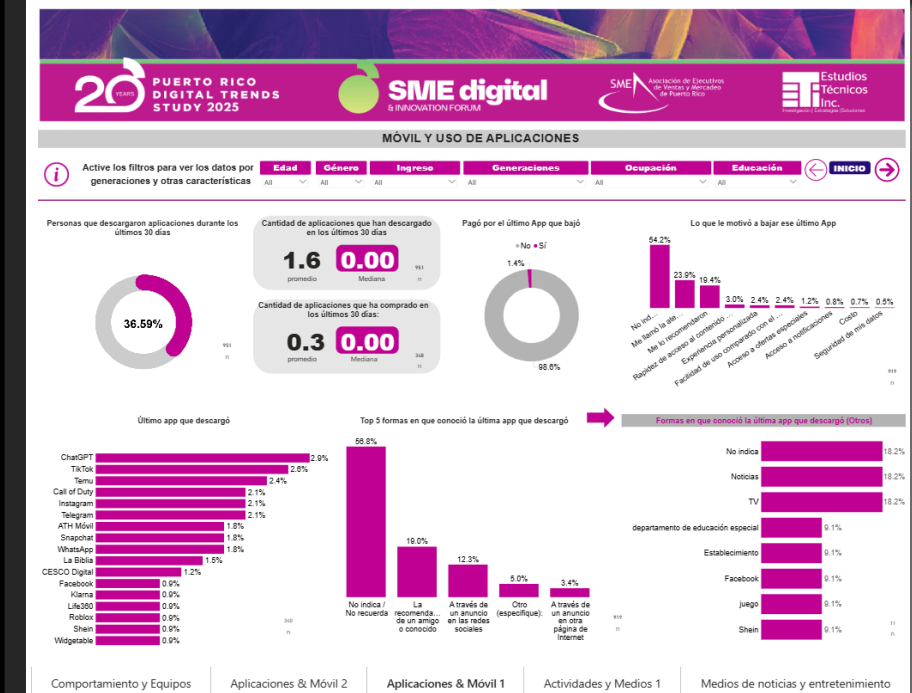 20 YEARS
PUERTO RICO
DIGITAL TRENDS
STUDY 2025
SME digital
& INNOVATION FORUM
SME
Asociación de Ejecutivos
de Ventas y Mercadeo
de Puerto Rico
Estudios
Técnicos
Inc.
MÓVIL Y USO DE APLICACIONES
i
Active los filtros para ver los datos por
generaciones y otras características
Edad
All
Género
All
Ingreso
All
Generaciones
All
Ocupación
All
Educación
All
INICIO
Personas que descargaron aplicaciones durante los
últimos 30 días
36.59%
951
n
Cantidad de aplicaciones que han descargado
en los últimos 30 días
1.6
promedio
0.00
Mediana
951
n
Cantidad de aplicaciones que ha comprado en
los últimos 30 días:
0.3
promedio
0.00
Mediana
348
n
Pagó por el último App que bajó
No Sí
1.4%
98.6%
Lo que le motivó a bajar ese último App
54.2%
23.9%
19.4%
3.0%
2.4%
2.4%
1.2%
0.8%
0.7%
0.5%
No ind...
Me llamó la ate...
Me lo recomendaron
Rapidez de acceso al contenido ...
Experiencia personalizada
Facilidad de uso comparado con el ...
Acceso a ofertas especiales
Acceso a notificaciones
Costo
Seguridad de mis datos
919
n
Último app que descargó
ChatGPT 2.9%
TikTok 2.6%
Temu 2.4%
Call of Duty 2.1%
Instagram 2.1%
Telegram 2.1%
ATH Móvil 1.8%
Snapchat 1.8%
WhatsApp 1.8%
La Biblia 1.5%
CESCO Digital 1.2%
Facebook 0.9%
Klarna 0.9%
Life360 0.9%
Roblox 0.9%
Shein 0.9%
Widgetable 0.9%
n
Top 5 formas en que conoció la última app que descargó
56.8%
19.0%
12.3%
5.0%
3.4%
No indica /
No recuerda
La
recomenda...
de un amigo
o conocido
A través de
un anuncio
en las redes
sociales
Otro
(especifique):
A través de
un anuncio
en otra
página de
Internet
919
n
Formas en que conoció la última app que descargó (Otros)
No indica 18.2%
Noticias 18.2%
TV 18.2%
departamento de educación especial 9.1%
Establecimiento 9.1%
Facebook 9.1%
juego 9.1%
Shein 9.1%
11
n
Comportamiento y Equipos
Aplicaciones & Móvil 2
Aplicaciones & Móvil 1
Actividades y Medios 1
Medios de noticias y entretenimiento